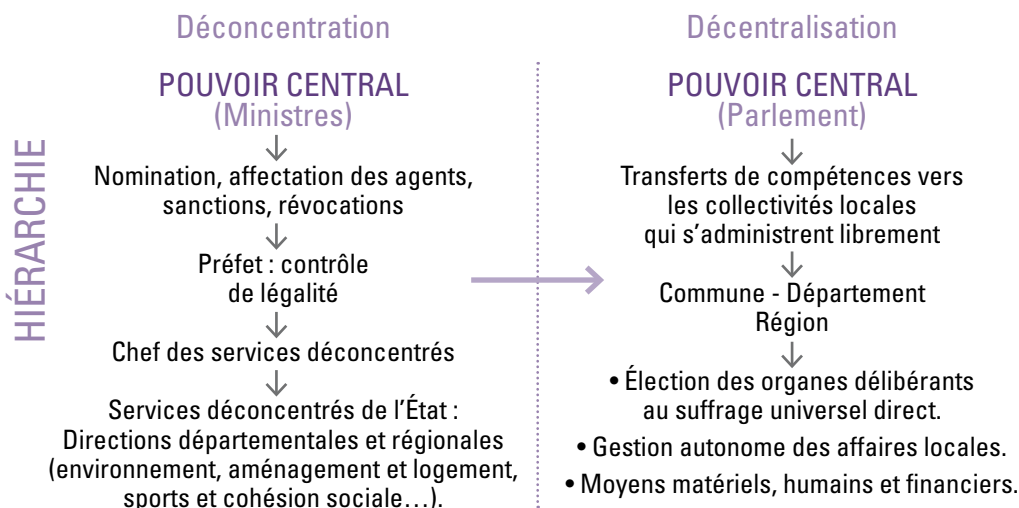 Déconcentration
POUVOIR CENTRAL
(Ministres)
HIÉRARCHIE
Nomination, affectation des agents,
sanctions, révocations
Préfet : contrôle
de légalité
Chef des services déconcentrés
Services déconcentrés de l'État :
Directions départementales et régionales
(environnement, aménagement et logement,
sports et cohésion sociale…).
Décentralisation
POUVOIR CENTRAL
(Parlement)
Transferts de compétences vers
les collectivités locales
qui s'administrent librement
Commune - Département
Région
• Élection des organes délibérants
au suffrage universel direct.
• Gestion autonome des affaires locales.
• Moyens matériels, humains et financiers.